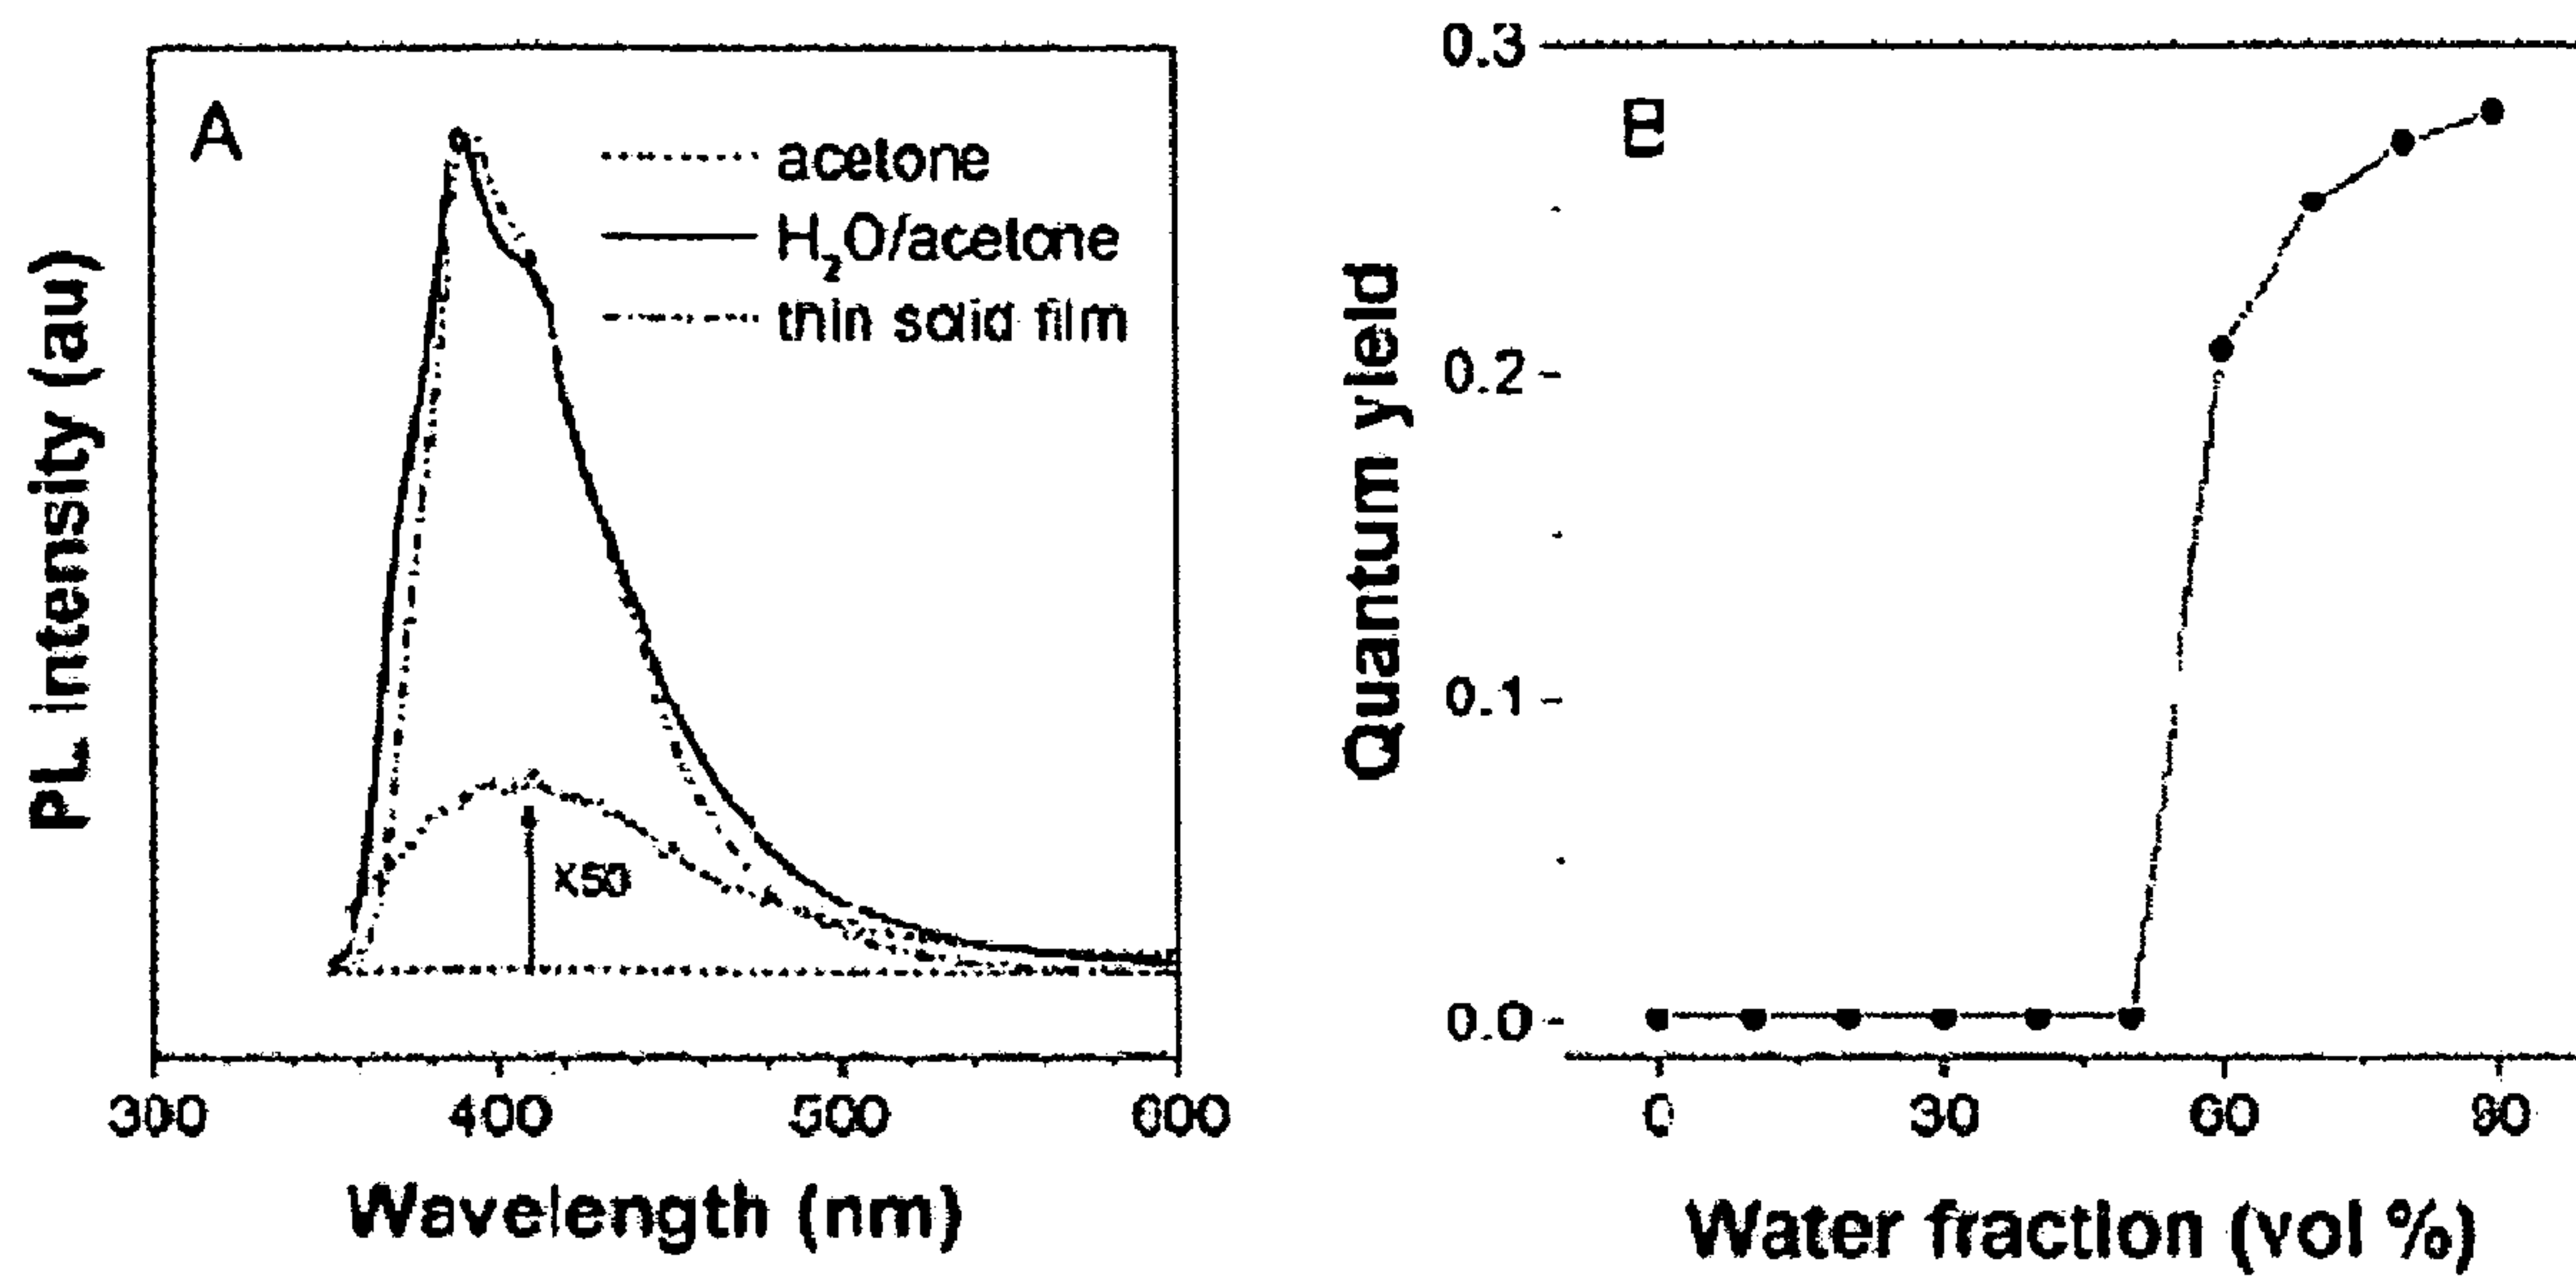 A
acetone
H₂O/acetone
thin solid film
x50
PL intensity (au)
300 400 500 600
Wavelength (nm)
B
0.3
0.2
0.1
0.0
Quantum yield
0 30 60 90
Water fraction (vol %)